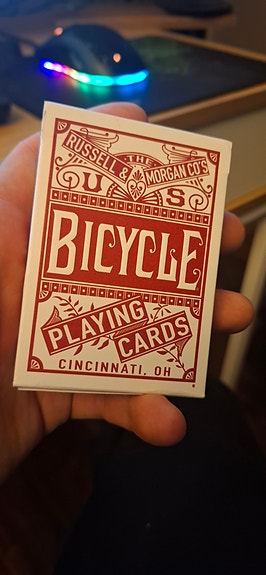 THE
RUSSELL & MORGAN CO'S
U S
BICYCLE
PLAYING
CARDS
CINCINNATI, OH